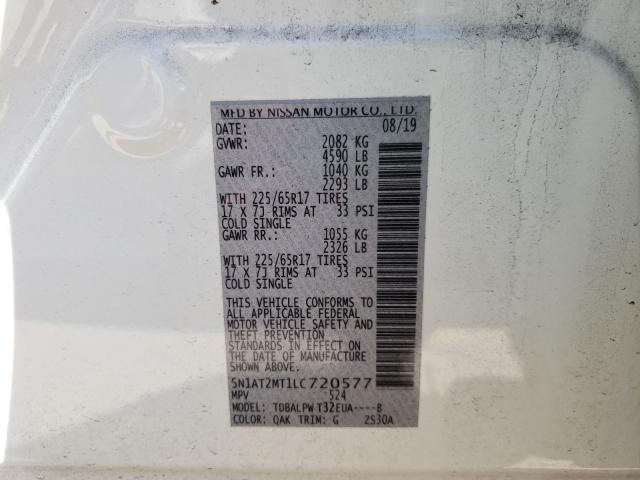 MFD BY NISSAN MOTOR CO., LTD.
DATE: 08/19
GVWR: 2082 KG
4590 LB
GAWR FR.: 1040 KG
2293 LB
WITH 225/65R17 TIRES
17 X 7J RIMS AT 33 PSI
COLD SINGLE
GAWR RR.: 1055 KG
2326 LB
WITH 225/65R17 TIRES
17 X 7J RIMS AT 33 PSI
COLD SINGLE
THIS VEHICLE CONFORMS TO
ALL APPLICABLE FEDERAL
MOTOR VEHICLE SAFETY AND
THEFT PREVENTION
STANDARDS IN EFFECT ON
THE DATE OF MANUFACTURE
SHOWN ABOVE.
5N1AT2MT1LC720577
MPV 524
MODEL: TDBALPW T32EUA----B
COLOR: QAK TRIM: G ZS30A